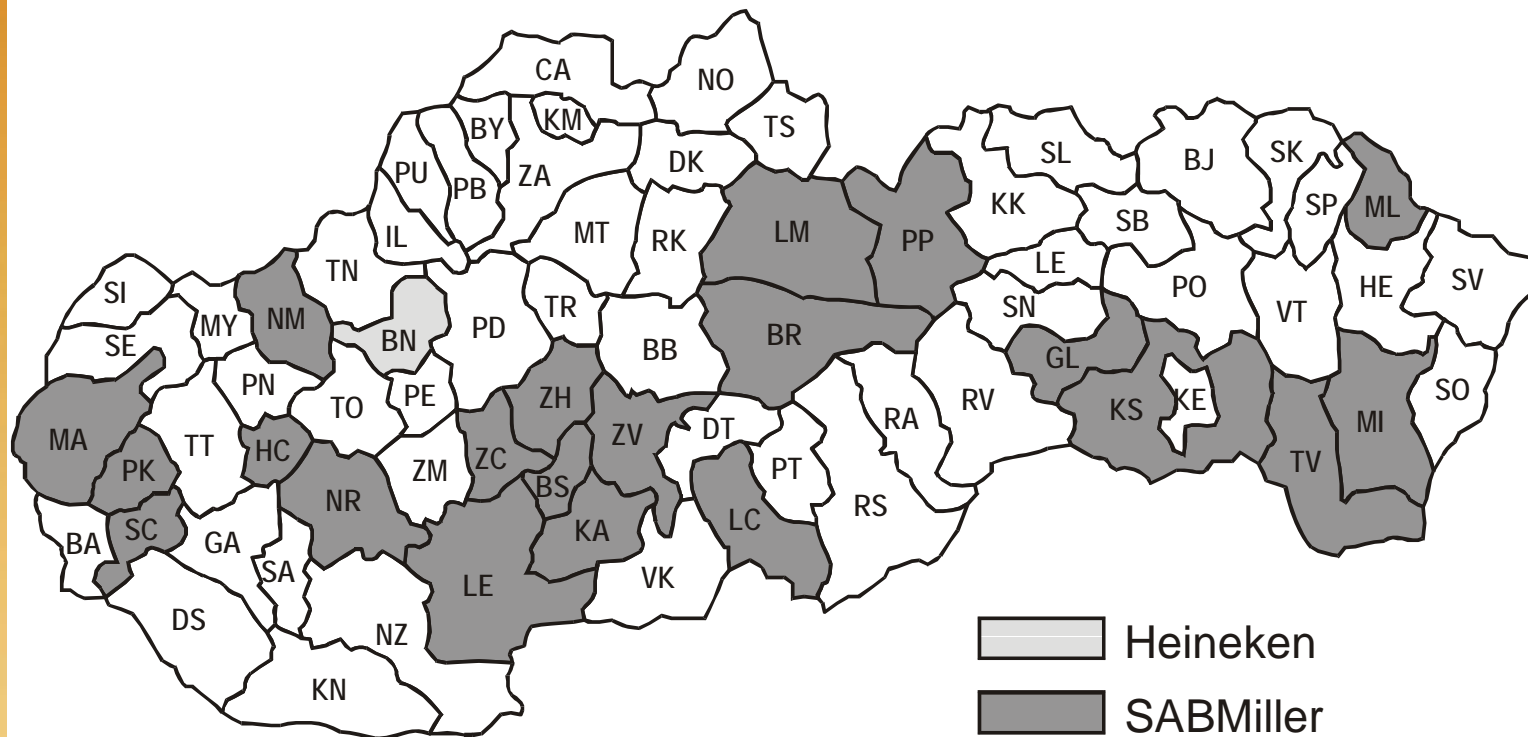 CA
NO
KM
BY
TS
PU
PB
ZA
DK
SL
BJ
SK
KK
SP
ML
SB
IL
MT
RK
LM
PP
TN
LE
SI
MY
NM
TR
SN
PO
VT
HE
SV
SE
BN
PD
BB
BR
GL
PN
PE
ZH
RV
KS
KE
SO
MA
TT
HC
TO
ZC
ZV
DT
RA
MI
PK
ZM
BS
PT
TV
NR
SC
KA
LC
RS
BA
GA
SA
LE
VK
DS
NZ
KN
Heineken
SABMiller